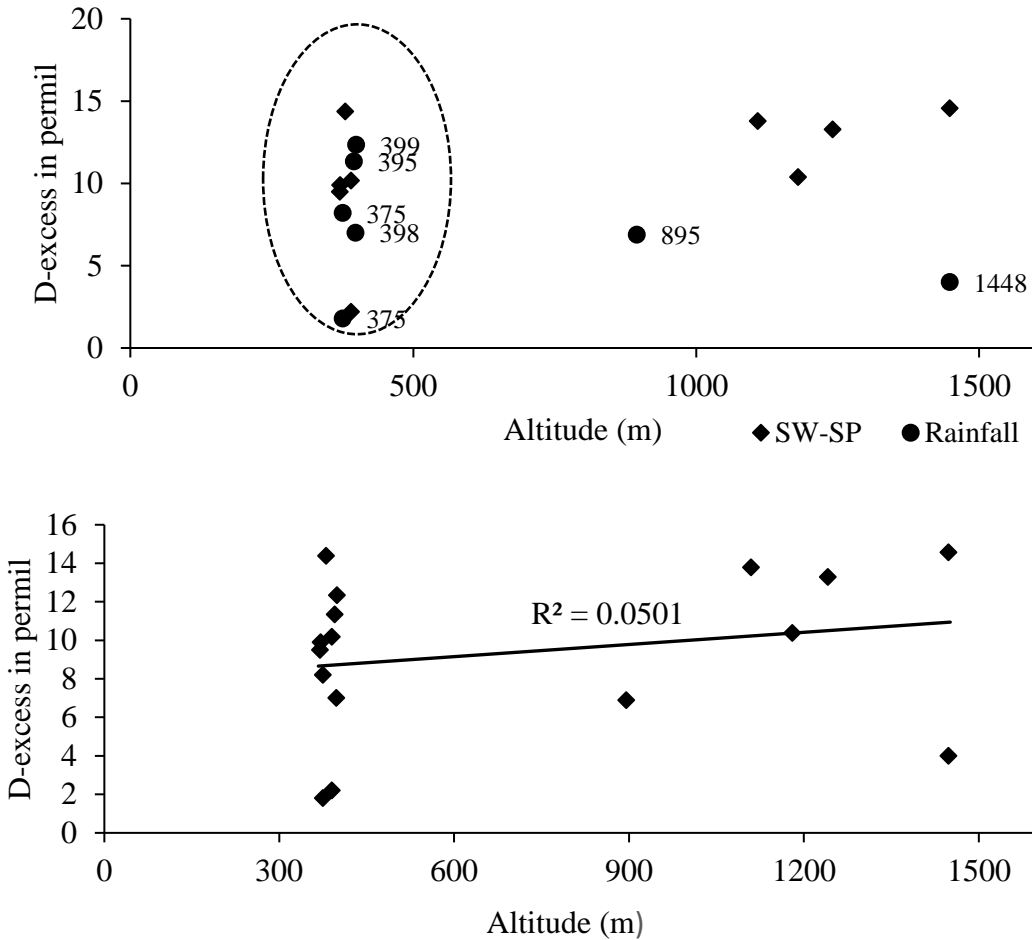 20
15
10
5
0
D-excess in permil
399
395
375
398
375
895
1448
0 500 1000 1500
Altitude (m)
SW-SP Rainfall
16
14
12
10
8
6
4
2
0
D-excess in permil
R² = 0.0501
0 300 600 900 1200 1500
Altitude (m)